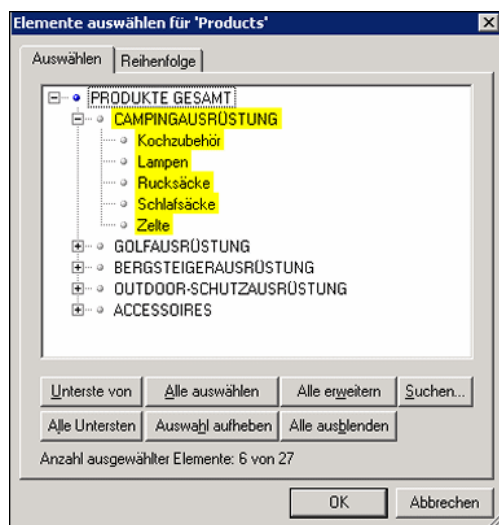 Elemente auswählen für 'Products'
Auswählen
Reihenfolge
PRODUKTE GESAMT
CAMPINGAUSRÜSTUNG
Kochzubehör
Lampen
Rucksäcke
Schlafsäcke
Zelte
GOLFAUSRÜSTUNG
BERGSTEIGERAUSRÜSTUNG
OUTDOOR-SCHUTZAUSRÜSTUNG
ACCESSOIRES
Unterste von
Alle auswählen
Alle erweitern
Suchen...
Alle Untersten
Auswahl aufheben
Alle ausblenden
Anzahl ausgewählter Elemente: 6 von 27
OK
Abbrechen